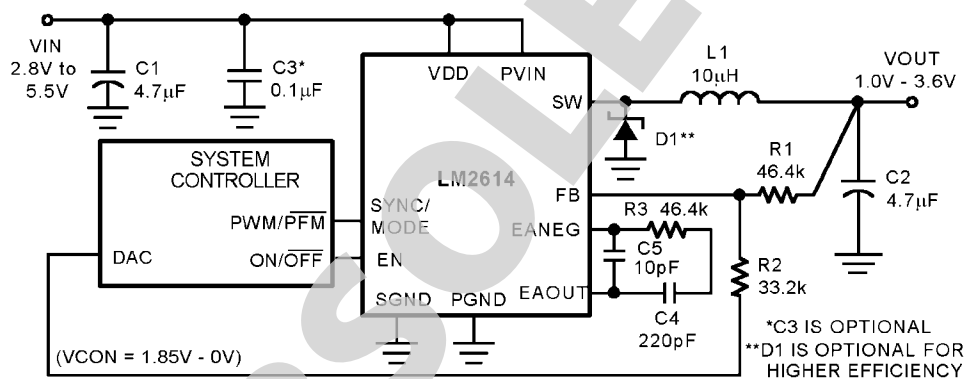 VIN
2.8V to
5.5V
C1
4.7μF
C3*
0.1μF
VDD
PVIN
SW
L1
10μH
VOUT
1.0V - 3.6V
D1**
SYSTEM
CONTROLLER
LM2614
FB
R1
46.4k
C2
4.7μF
PWM/PFM
SYNC/
MODE
EANEG
R3 46.4k
DAC
ON/OFF
EN
C5
10pF
R2
33.2k
SGND
PGND
EAOUT
C4
220pF
(VCON = 1.85V - 0V)
*C3 IS OPTIONAL
**D1 IS OPTIONAL FOR
HIGHER EFFICIENCY
SOLE